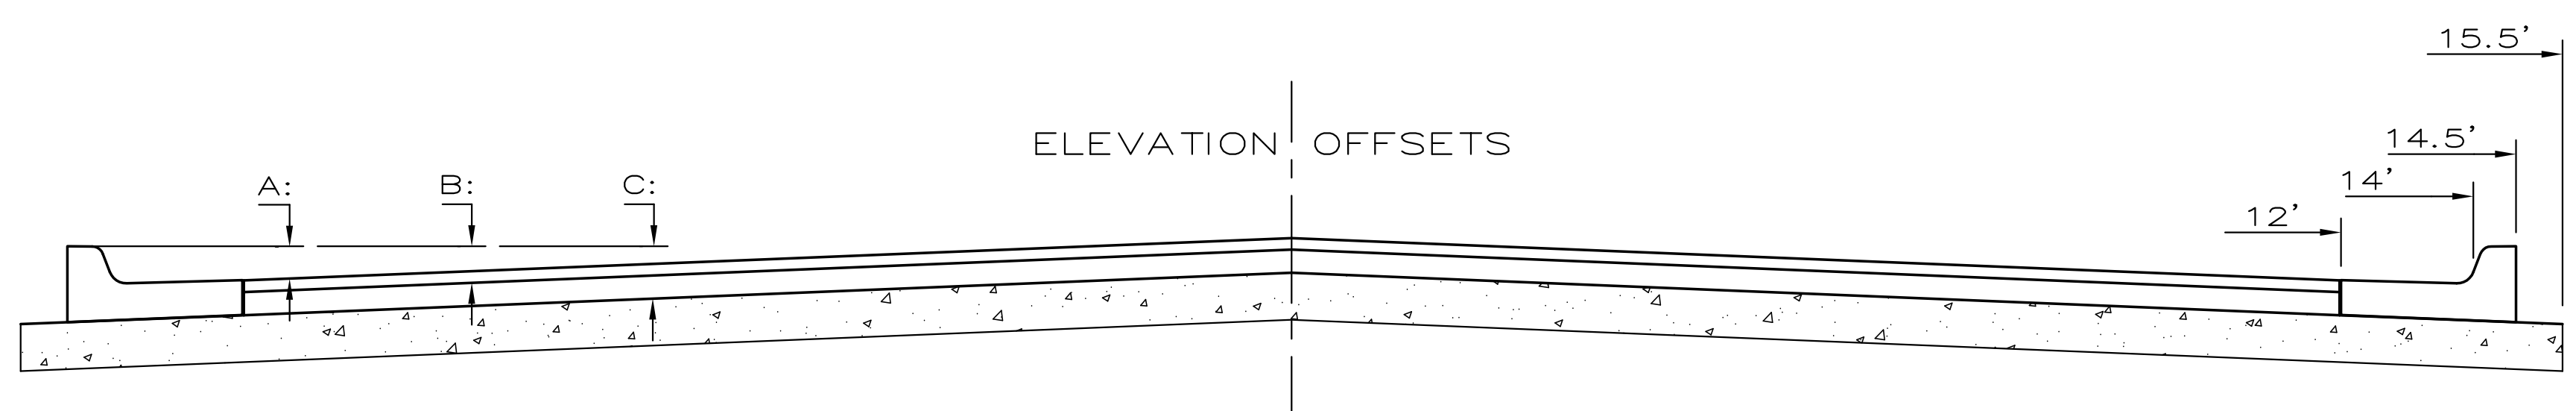 15.5'
ELEVATION OFFSETS
14.5'
A: B: C:
14'
12'